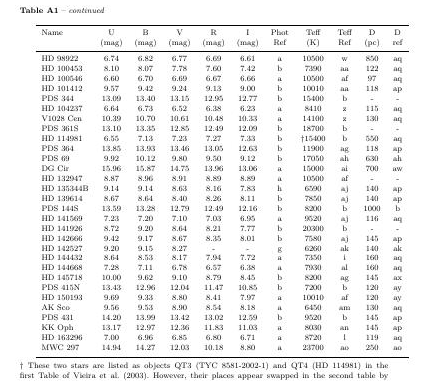 Table A1 – continued
Name U B V R I Phot Teff Teff D D
(mag) (mag) (mag) (mag) (mag) Ref (K) Ref (pc) ref
HD 98922 6.74 6.82 6.77 6.69 6.61 a 10500 w 850 aq
HD 100453 8.10 8.07 7.78 7.60 7.42 b 7390 aa 122 aq
HD 100546 6.60 6.70 6.69 6.67 6.66 a 10500 af 97 aq
HD 101412 9.57 9.42 9.24 9.13 9.00 b 10010 aa 118 ap
PDS 344 13.09 13.40 13.15 12.95 12.77 b 15400 b - -
HD 104237 6.64 6.73 6.52 6.38 6.23 a 8410 z 115 aq
V1028 Cen 10.39 10.70 10.61 10.48 10.33 a 14100 z 130 aq
PDS 361S 13.10 13.35 12.85 12.49 12.09 b 18700 b - -
HD 114981 6.55 7.13 7.23 7.27 7.33 b †15400 b 550 aq
PDS 364 13.85 13.93 13.46 13.05 12.63 b 11900 ag 118 ap
PDS 69 9.92 10.12 9.80 9.50 9.12 b 17050 ah 630 ah
DG Cir 15.96 15.87 14.75 13.96 13.06 a 15000 ai 700 aw
HD 132947 8.87 8.96 8.91 8.89 8.89 a 10500 af - -
HD 135344B 9.14 9.14 8.63 8.16 7.83 h 6590 aj 140 ap
HD 139614 8.67 8.64 8.40 8.26 8.11 b 7850 aj 140 ap
PDS 144S 13.59 13.28 12.79 12.49 12.16 b 8200 b 1000 b
HD 141569 7.23 7.20 7.10 7.03 6.95 a 9520 aj 116 aq
HD 141926 8.72 9.20 8.64 8.21 7.77 b 20300 b - -
HD 142666 9.42 9.17 8.67 8.35 8.01 b 7580 aj 145 ap
HD 142527 9.20 9.15 8.27 - - g 6260 ak 140 ak
HD 144432 8.64 8.53 8.17 7.94 7.72 a 7350 i 160 aq
HD 144668 7.28 7.11 6.78 6.57 6.38 a 7930 al 160 aq
HD 145718 10.00 9.62 9.10 8.79 8.45 b 8200 ag 145 ax
PDS 415N 13.43 12.96 12.04 11.47 10.85 b 7200 b 120 ay
HD 150193 9.69 9.33 8.80 8.41 7.97 a 10010 af 120 ay
AK Sco 9.56 9.53 8.90 8.54 8.18 a 6450 am 130 aq
PDS 431 14.20 13.99 13.42 13.02 12.59 b 9520 b 145 ap
KK Oph 13.17 12.97 12.36 11.83 11.03 a 8030 an 145 ap
HD 163296 7.00 6.96 6.85 6.80 6.71 a 8720 i 119 aq
MWC 297 14.94 14.27 12.03 10.18 8.80 a 23700 ao 250 ao
† These two stars are listed as objects QT3 (TYC 8581-2002-1) and QT4 (HD 114981) in the
first Table of Vieira et al. (2003). However, their places appear swapped in the second table by